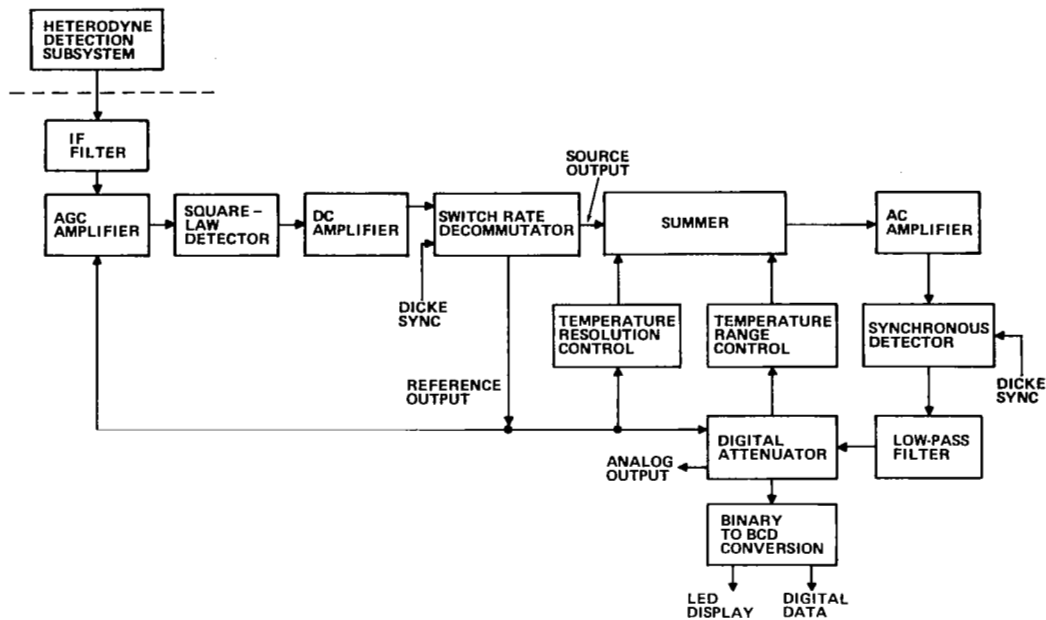 HETERODYNE
DETECTION
SUBSYSTEM
IF
FILTER
AGC
AMPLIFIER
SQUARE –
LAW
DETECTOR
DC
AMPLIFIER
SWITCH RATE
DECOMMUTATOR
SOURCE
OUTPUT
SUMMER
AC
AMPLIFIER
DICKE
SYNC
TEMPERATURE
RESOLUTION
CONTROL
TEMPERATURE
RANGE
CONTROL
SYNCHRONOUS
DETECTOR
DICKE
SYNC
REFERENCE
OUTPUT
DIGITAL
ATTENUATOR
LOW-PASS
FILTER
ANALOG
OUTPUT
BINARY
TO BCD
CONVERSION
LED
DISPLAY
DIGITAL
DATA